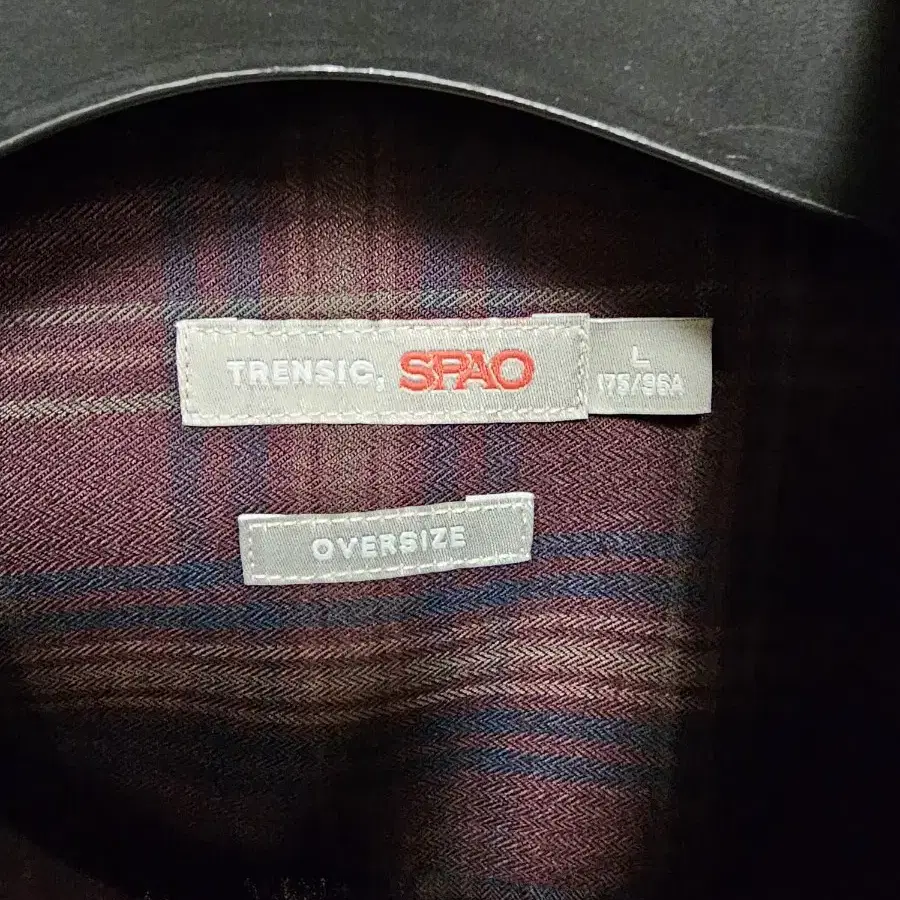 TRENSIC, SPAO
L
175/96A
OVERSIZE